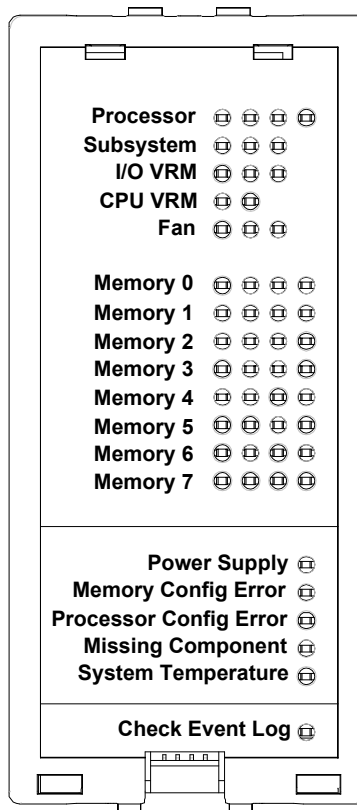 Processor
Subsystem
I/O VRM
CPU VRM
Fan
Memory 0
Memory 1
Memory 2
Memory 3
Memory 4
Memory 5
Memory 6
Memory 7
Power Supply
Memory Config Error
Processor Config Error
Missing Component
System Temperature
Check Event Log